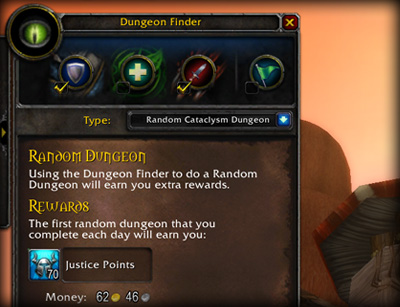 Dungeon Finder
Type: Random Cataclysm Dungeon
Random Dungeon
Using the Dungeon Finder to do a Random
Dungeon will earn you extra rewards.
Rewards
The first random dungeon that you
complete each day will earn you:
70 Justice Points
Money: 62 46